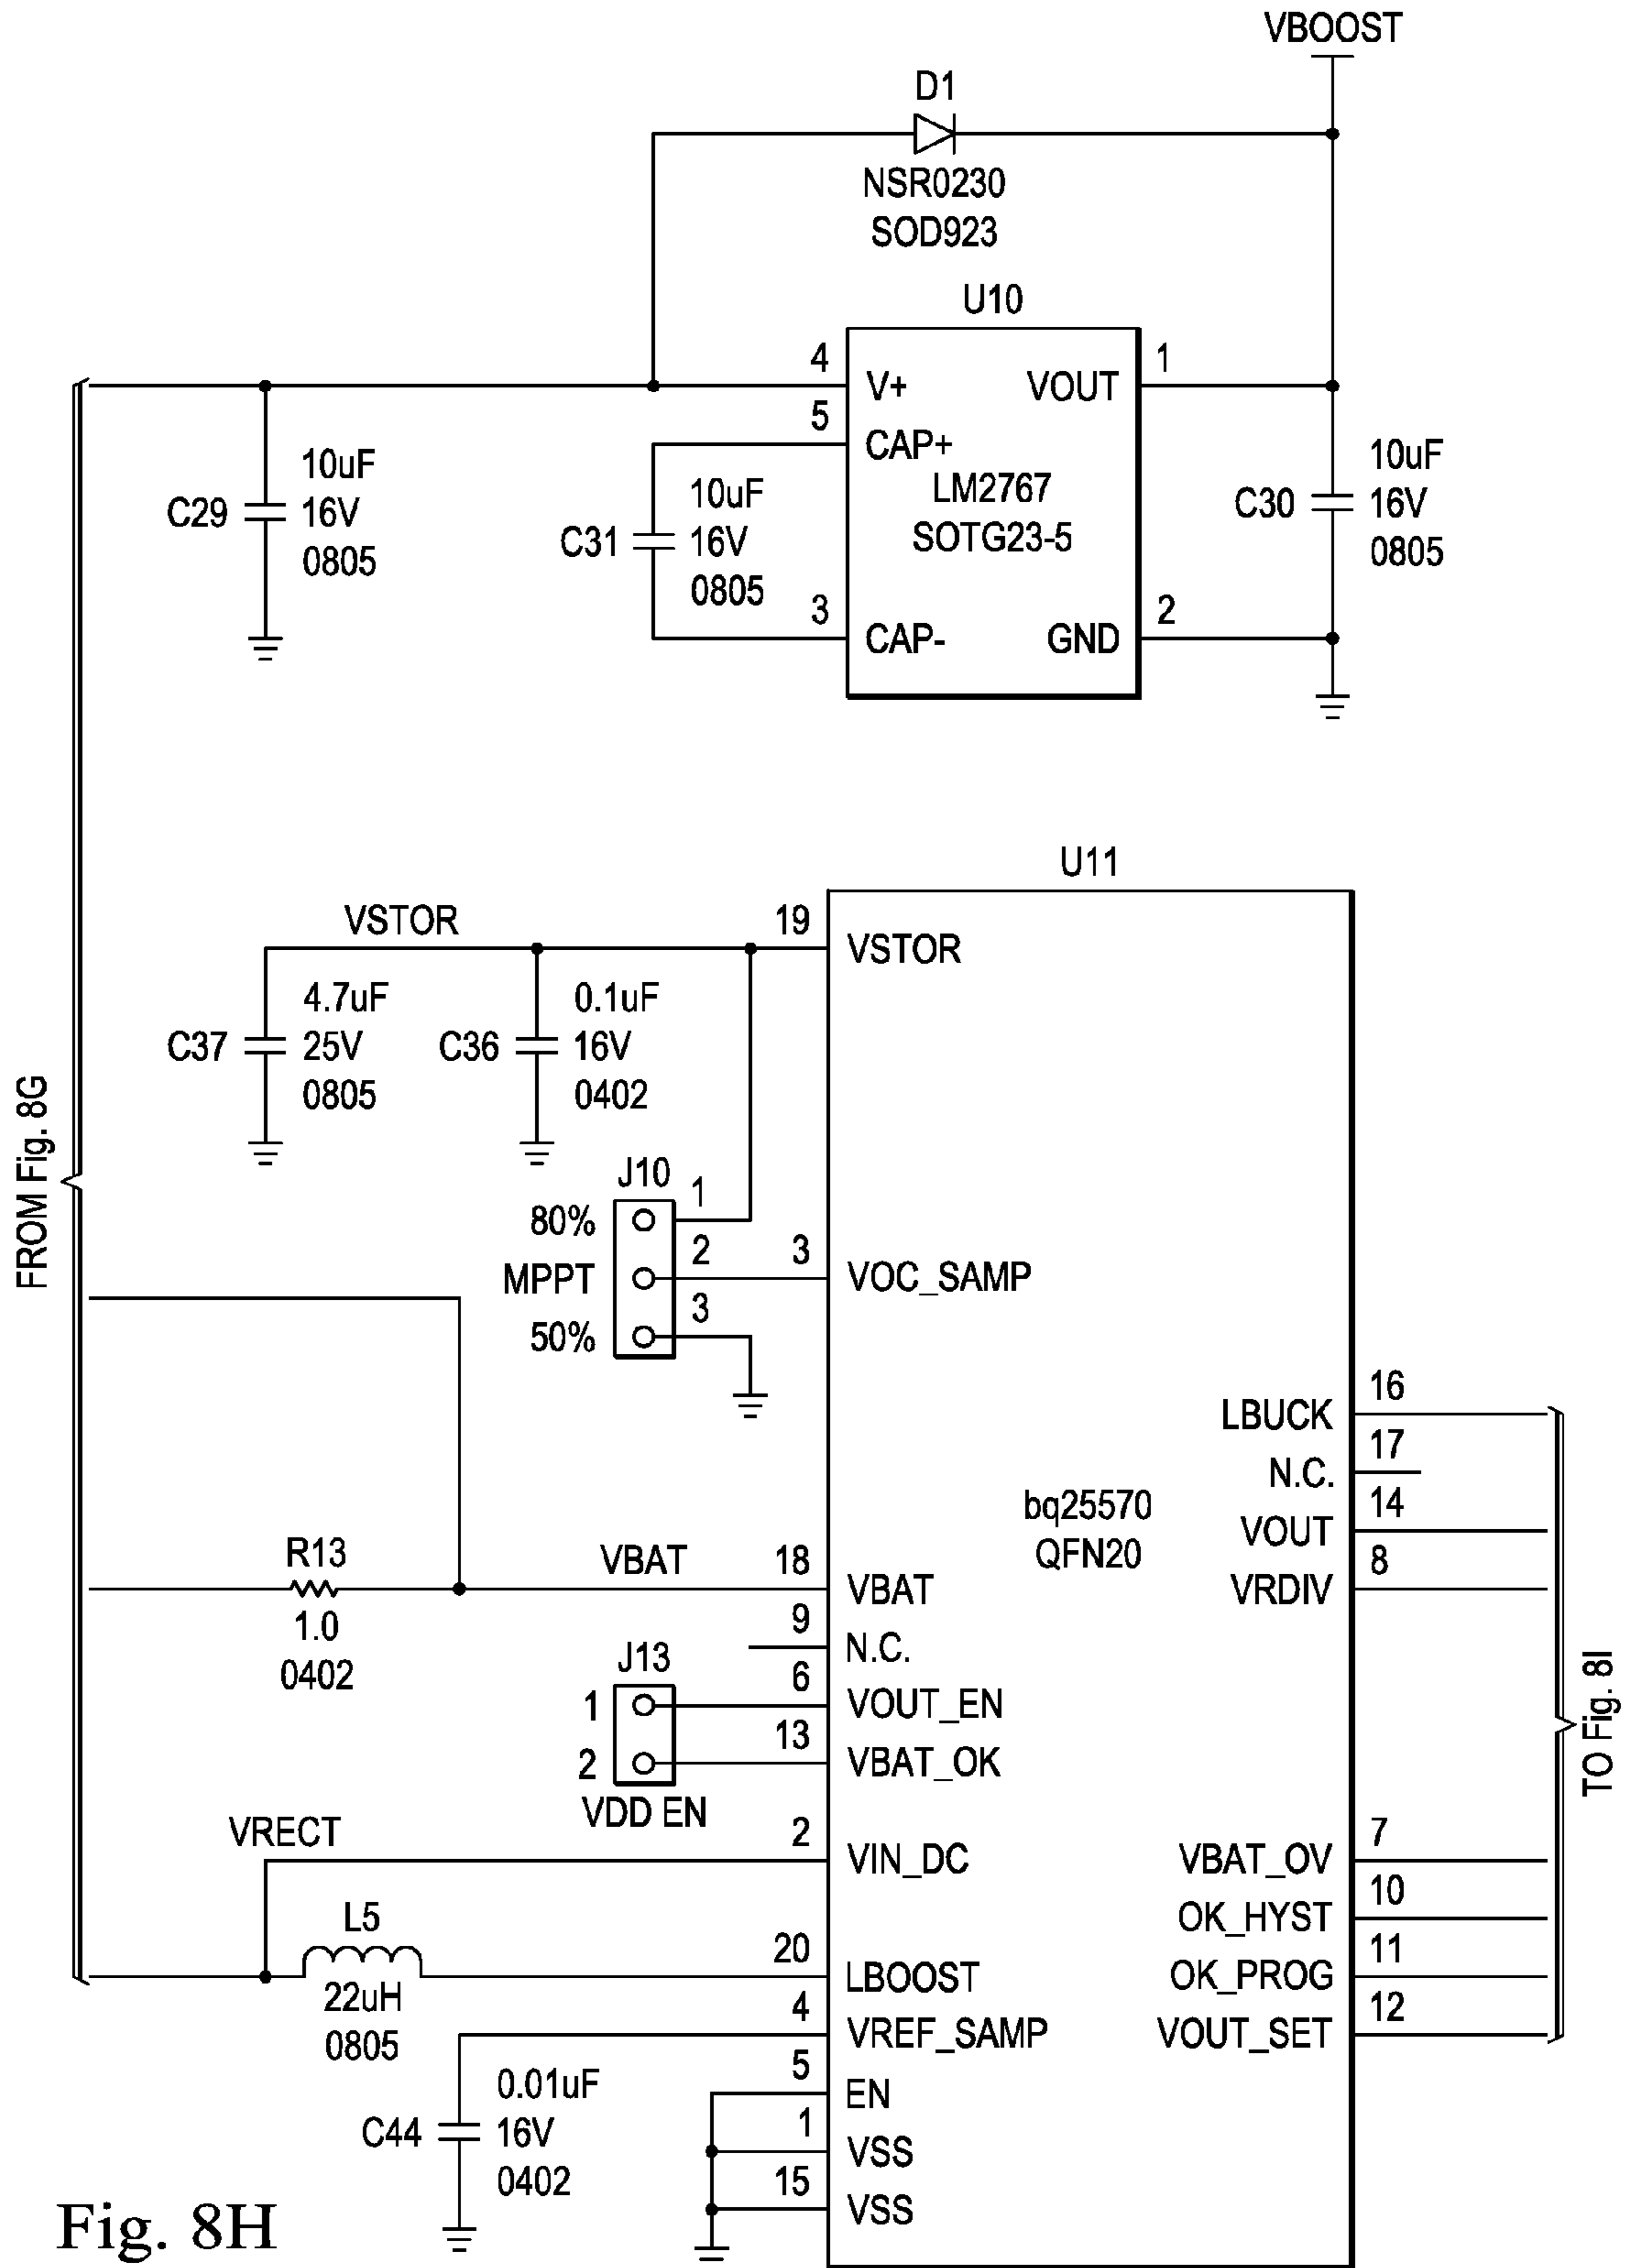 VBOOST
D1
NSR0230
SOD923
U10
4
V+
VOUT
1
5
CAP+
10uF
C29
16V
0805
10uF
C31
16V
0805
LM2767
SOTG23-5
10uF
C30
16V
0805
3
CAP-
GND
2
U11
VSTOR
19
VSTOR
4.7uF
C37
25V
0805
0.1uF
C36
16V
0402
FROM Fig. 8G
J10
80%
1
MPPT
2
3
VOC_SAMP
50%
3
16
LBUCK
17
N.C.
bq25570
QFN20
14
VOUT
8
VRDIV
R13
1.0
0402
VBAT
18
VBAT
9
N.C.
J13
1
6
VOUT_EN
2
13
VBAT_OK
VDD EN
TO Fig. 8I
VRECT
2
VIN_DC
VBAT_OV
7
L5
22uH
0805
OK_HYST
10
20
LBOOST
OK_PROG
11
4
VREF_SAMP
VOUT_SET
12
0.01uF
C44
16V
0402
5
EN
1
VSS
15
VSS
Fig. 8H